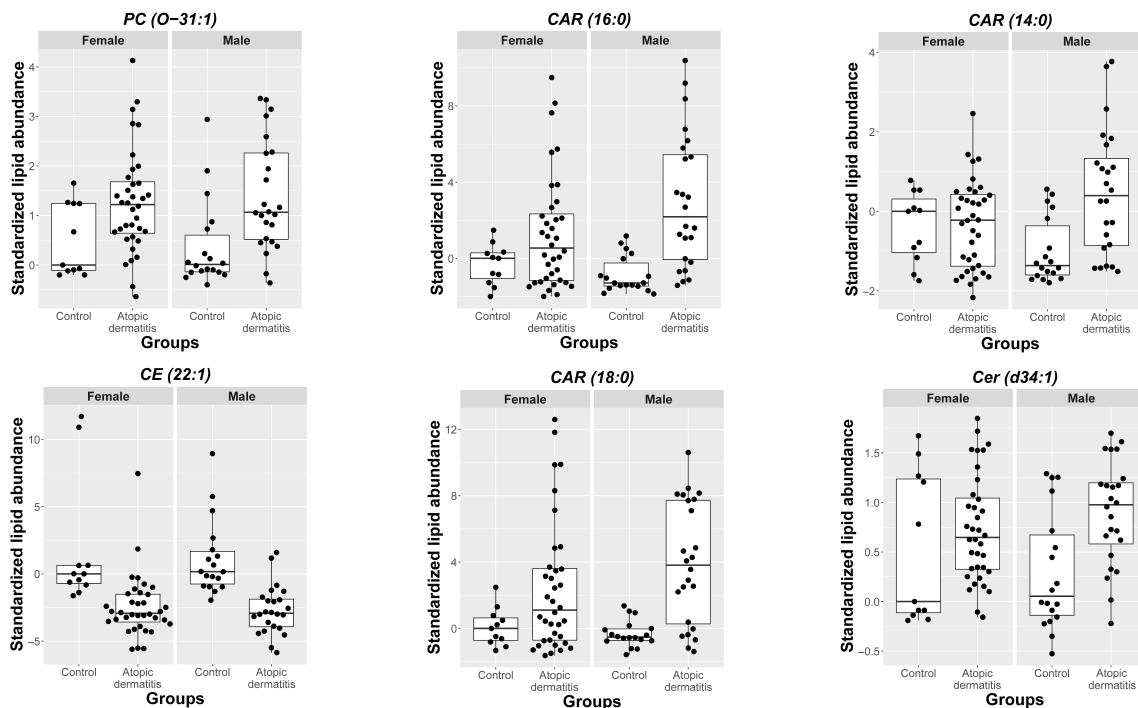 PC (O−31:1)
Female Male
Standardized lipid abundance
4
3
2
1
0
Control Atopic dermatitis Control Atopic dermatitis
Groups
CAR (16:0)
Female Male
Standardized lipid abundance
8
4
0
Control Atopic dermatitis Control Atopic dermatitis
Groups
CAR (14:0)
Female Male
Standardized lipid abundance
4
2
0
−2
Control Atopic dermatitis Control Atopic dermatitis
Groups
CE (22:1)
Female Male
Standardized lipid abundance
10
5
0
−5
Control Atopic dermatitis Control Atopic dermatitis
Groups
CAR (18:0)
Female Male
Standardized lipid abundance
12
8
4
0
Control Atopic dermatitis Control Atopic dermatitis
Groups
Cer (d34:1)
Female Male
Standardized lipid abundance
1.5
1.0
0.5
0.0
−0.5
Control Atopic dermatitis Control Atopic dermatitis
Groups